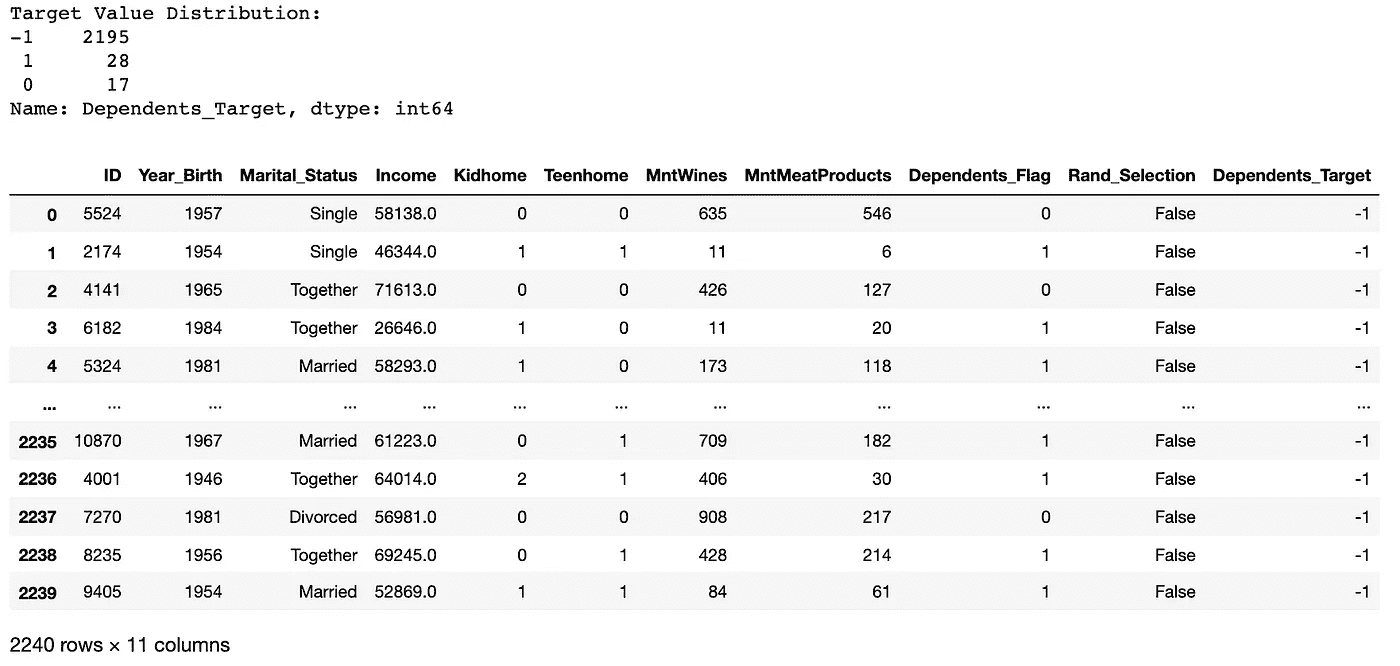 Target Value Distribution:
-1 2195
1 28
0 17
Name: Dependents_Target, dtype: int64
ID Year_Birth Marital_Status Income Kidhome Teenhome MntWines MntMeatProducts Dependents_Flag Rand_Selection Dependents_Target
0 5524 1957 Single 58138.0 0 0 635 546 0 False -1
1 2174 1954 Single 46344.0 1 1 11 6 1 False -1
2 4141 1965 Together 71613.0 0 0 426 127 0 False -1
3 6182 1984 Together 26646.0 1 0 11 20 1 False -1
4 5324 1981 Married 58293.0 1 0 173 118 1 False -1
... ... ... ... ... ... ... ... ... ... ... ...
2235 10870 1967 Married 61223.0 0 1 709 182 1 False -1
2236 4001 1946 Together 64014.0 2 1 406 30 1 False -1
2237 7270 1981 Divorced 56981.0 0 0 908 217 0 False -1
2238 8235 1956 Together 69245.0 0 1 428 214 1 False -1
2239 9405 1954 Married 52869.0 1 1 84 61 1 False -1
2240 rows × 11 columns